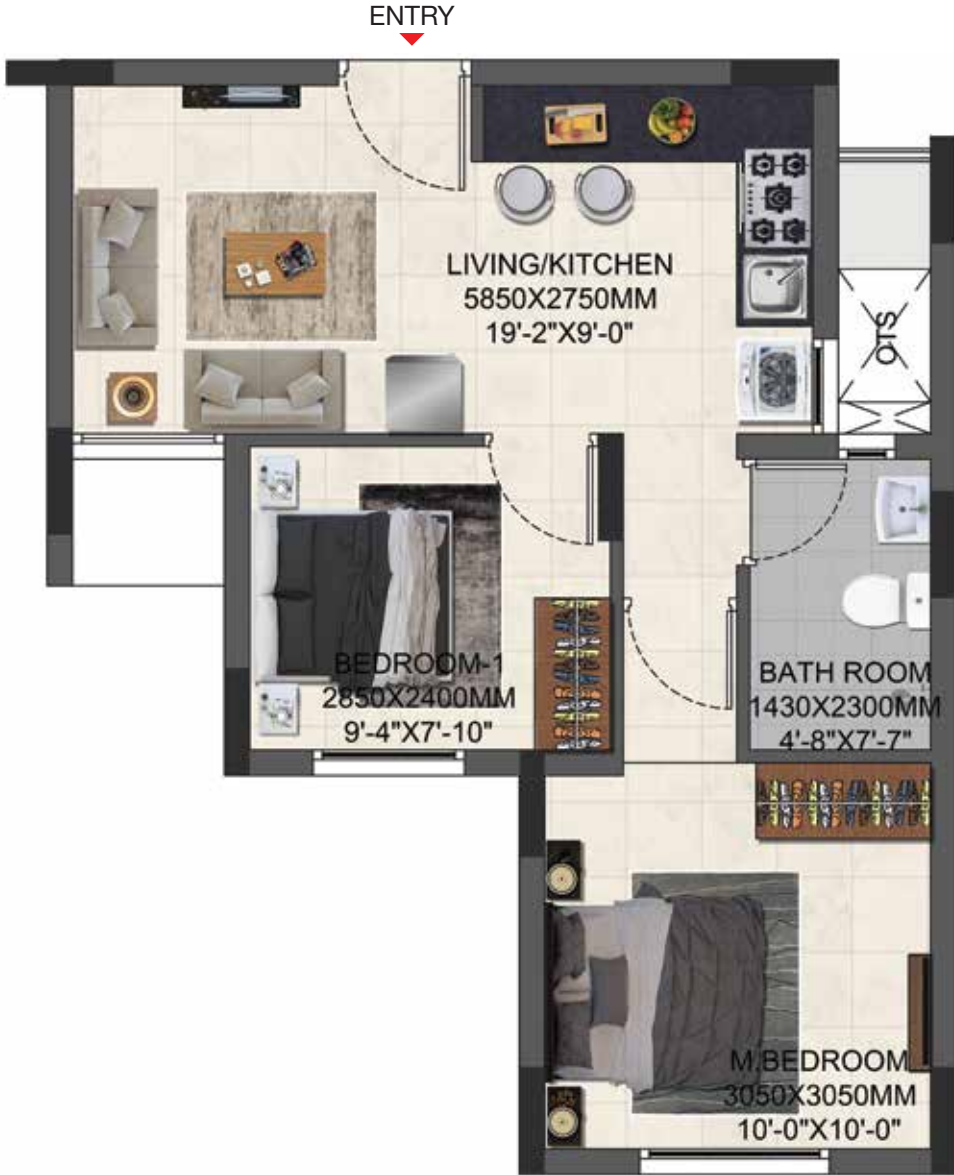 ENTRY
LIVING/KITCHEN
5850X2750MM
19'-2"X9'-0"
OTS
BEDROOM-1
2850X2400MM
9'-4"X7'-10"
BATH ROOM
1430X2300MM
4'-8"X7'-7"
M.BEDROOM
3050X3050MM
10'-0"X10'-0"